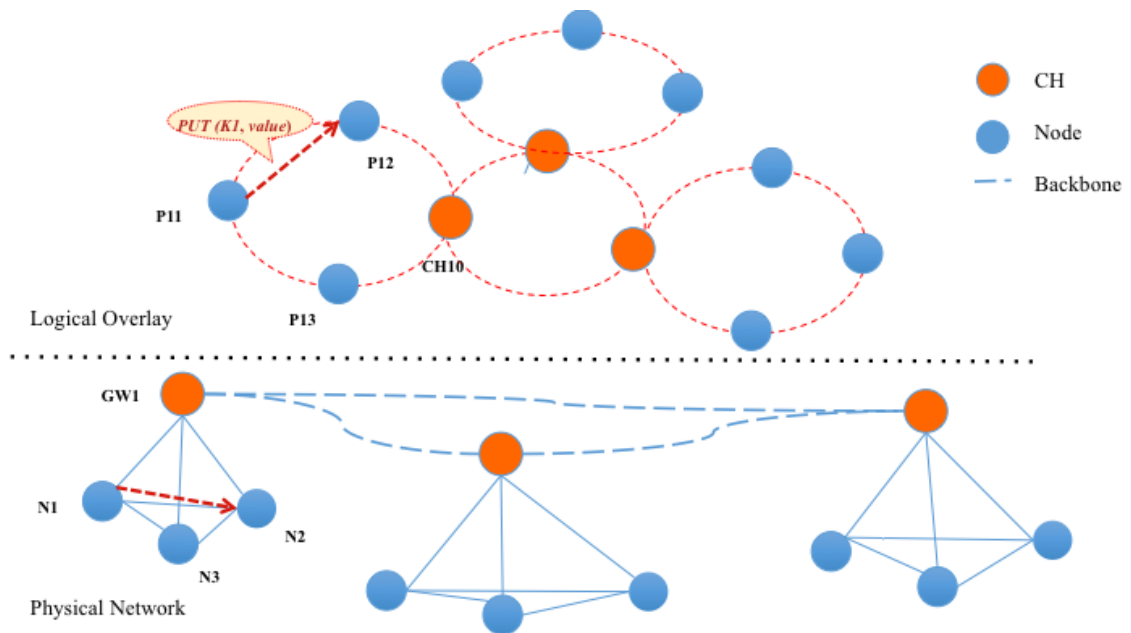 CH
Node
Backbone
PUT (K1, value)
P12
P11
CH10
P13
Logical Overlay
GW1
N1
N2
N3
Physical Network